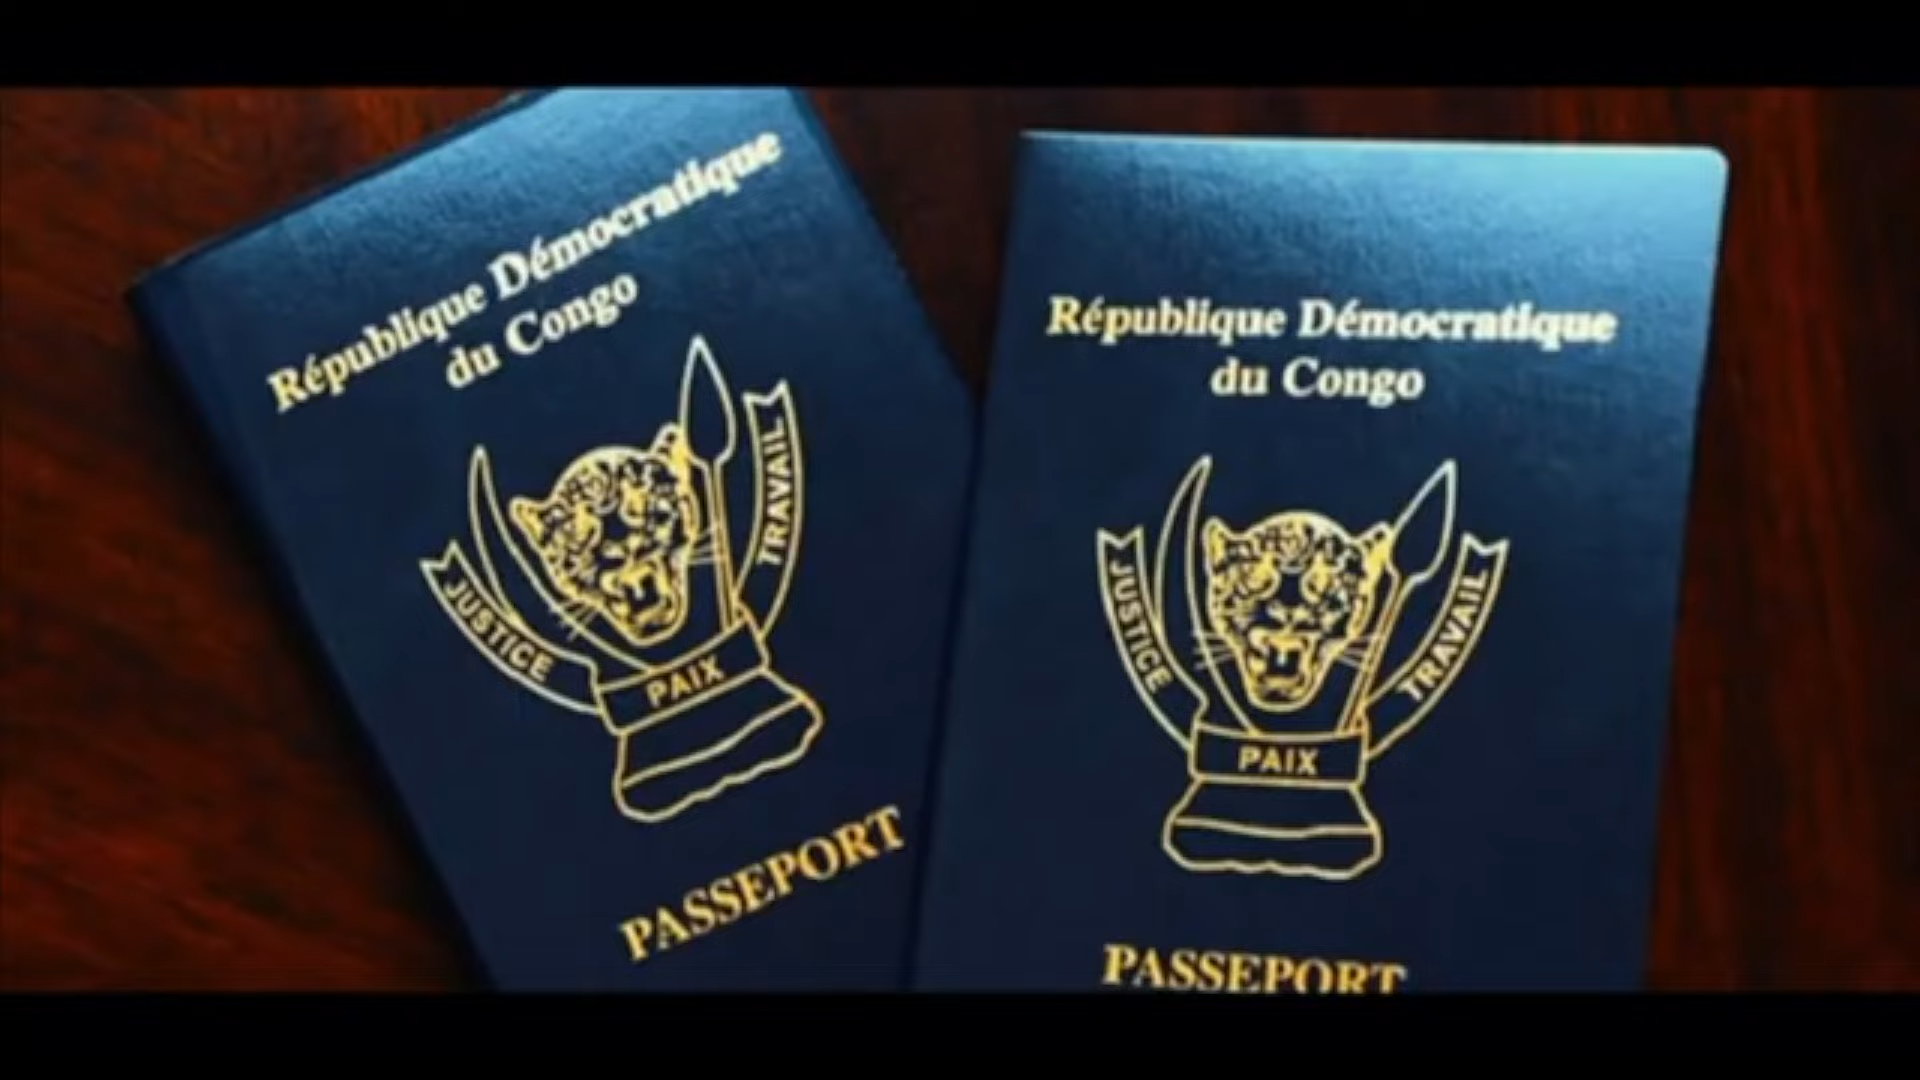 République Démocratique
du Congo
JUSTICE
PAIX
TRAVAIL
PASSEPORT
République Démocratique
du Congo
JUSTICE
PAIX
TRAVAIL
PASSEPORT